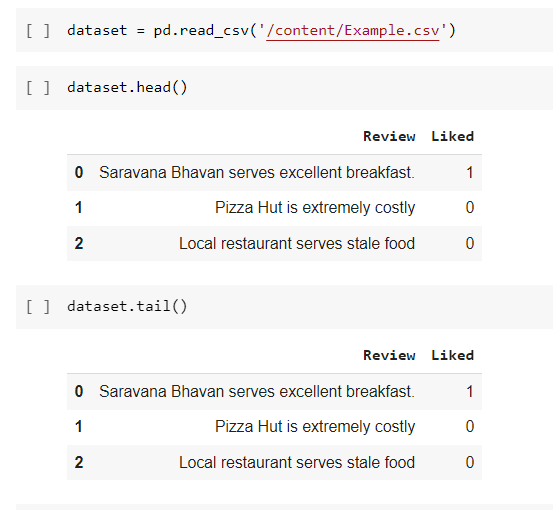 [ ] dataset = pd.read_csv('/content/Example.csv')
[ ] dataset.head()
Review Liked
0 Saravana Bhavan serves excellent breakfast. 1
1 Pizza Hut is extremely costly 0
2 Local restaurant serves stale food 0
[ ] dataset.tail()
Review Liked
0 Saravana Bhavan serves excellent breakfast. 1
1 Pizza Hut is extremely costly 0
2 Local restaurant serves stale food 0